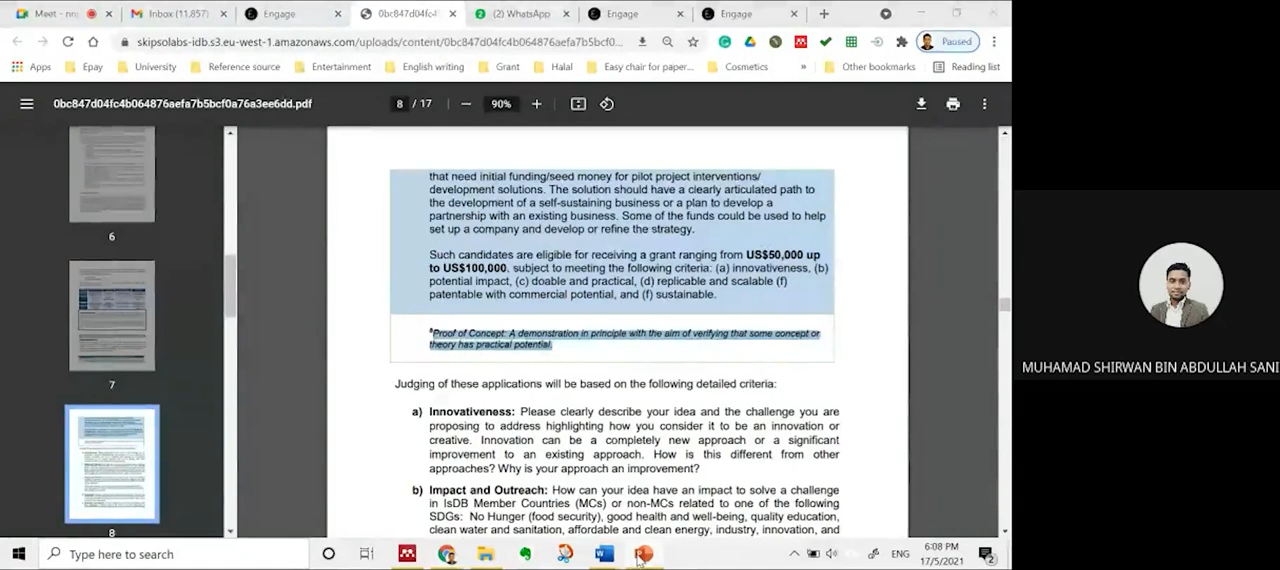 Meet - nn
Inbox (11,857)
Engage
0bc847d04fc4
(2) WhatsApp
Engage
Engage
skipsolabs-idb.s3.eu-west-1.amazonaws.com/uploads/content/0bc847d04fc4b064876aefa7b5bcf0...
Paused
Apps
Epay
University
Reference source
Entertainment
English writing
Grant
Halal
Easy chair for paper...
Cosmetics
»
Other bookmarks
Reading list
0bc847d04fc4b064876aefa7b5bcf0a76a3ee6dd.pdf
8 / 17
90%
6
7
8
that need initial funding/seed money for pilot project interventions/
development solutions. The solution should have a clearly articulated path to
the development of a self-sustaining business or a plan to develop a
partnership with an existing business. Some of the funds could be used to help
set up a company and develop or refine the strategy.
Such candidates are eligible for receiving a grant ranging from US$50,000 up
to US$100,000, subject to meeting the following criteria: (a) innovativeness, (b)
potential impact, (c) doable and practical, (d) replicable and scalable (f)
patentable with commercial potential, and (f) sustainable.
Proof of Concept: A demonstration in principle with the aim of verifying that some concept or
theory has practical potential.
Judging of these applications will be based on the following detailed criteria:
a) Innovativeness: Please clearly describe your idea and the challenge you are
proposing to address highlighting how you consider it to be an innovation or
creative. Innovation can be a completely new approach or a significant
improvement to an existing approach. How is this different from other
approaches? Why is your approach an improvement?
b) Impact and Outreach: How can your idea have an impact to solve a challenge
in IsDB Member Countries (MCs) or non-MCs related to one of the following
SDGs: No Hunger (food security), good health and well-being, quality education,
clean water and sanitation, affordable and clean energy, industry, innovation, and
MUHAMAD SHIRWAN BIN ABDULLAH SANI
Type here to search
ENG
6:08 PM
17/5/2021
2